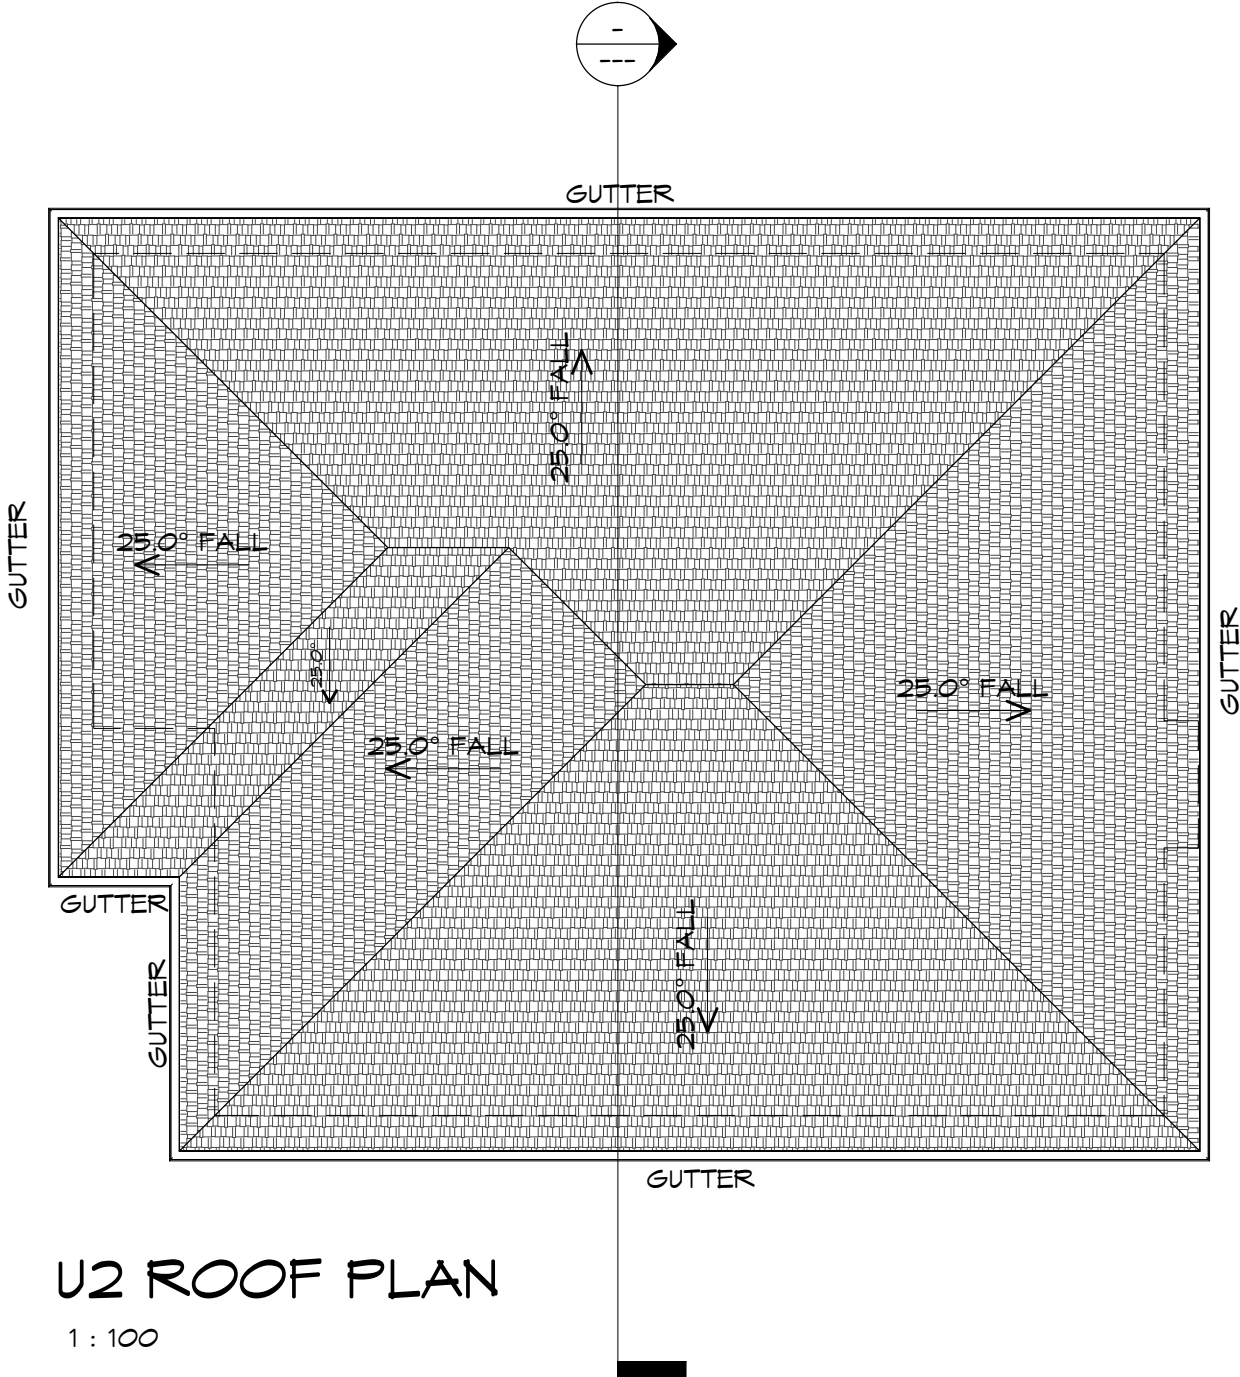 -
---
GUTTER
25.0° FALL
GUTTER
25.0° FALL
25.0°
25.0° FALL
25.0° FALL
GUTTER
GUTTER
25.0° FALL
GUTTER
GUTTER
U2 ROOF PLAN
1 : 100